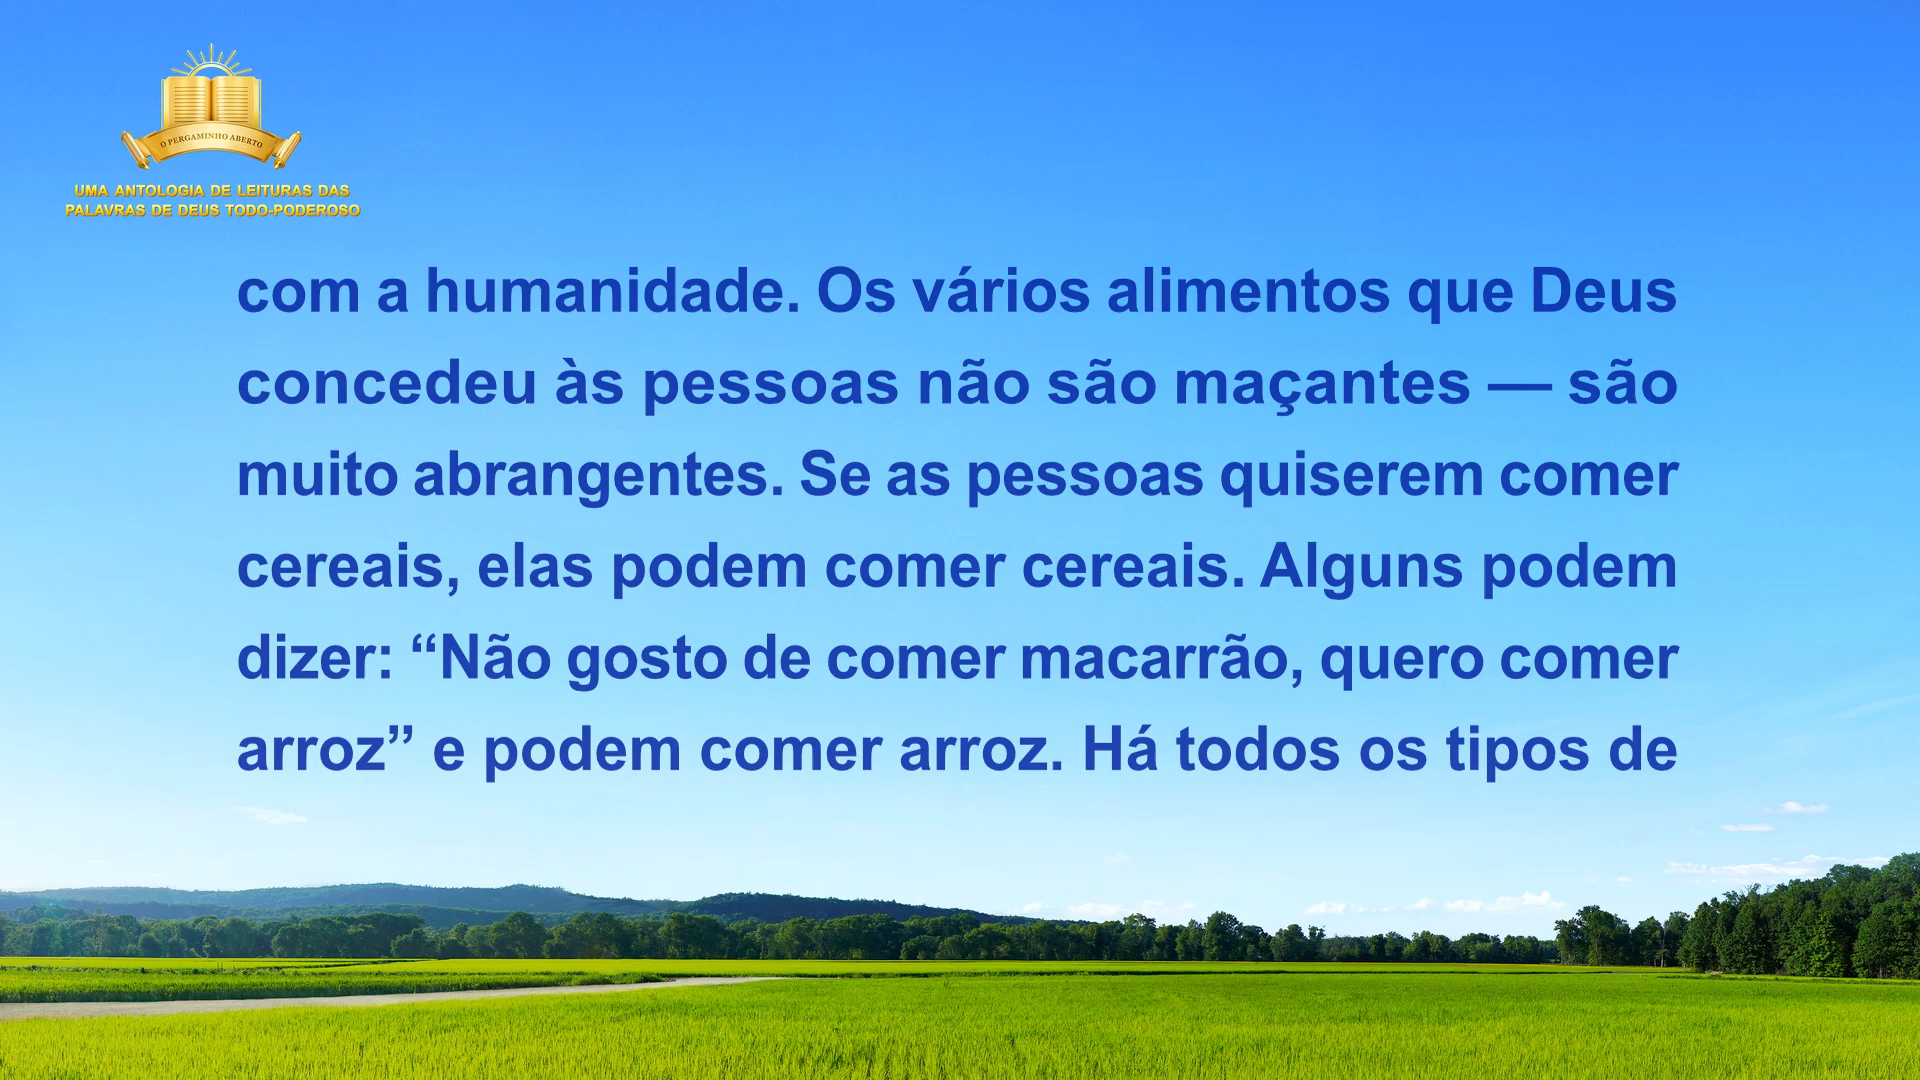 O PERGAMINHO ABERTO
UMA ANTOLOGIA DE LEITURAS DAS
PALAVRAS DE DEUS TODO-PODEROSO
com a humanidade. Os vários alimentos que Deus
concedeu às pessoas não são maçantes — são
muito abrangentes. Se as pessoas quiserem comer
cereais, elas podem comer cereais. Alguns podem
dizer: “Não gosto de comer macarrão, quero comer
arroz” e podem comer arroz. Há todos os tipos de